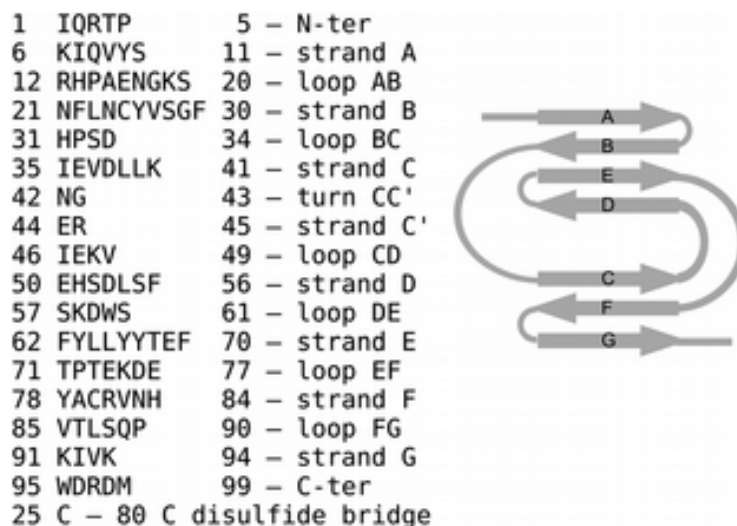 1 IQRTP 5 – N-ter
6 KIQVYS 11 – strand A
12 RHPAENGKS 20 – loop AB
21 NFLNCYVSGF 30 – strand B
31 HPSD 34 – loop BC
35 IEVDLLK 41 – strand C
42 NG 43 – turn CC'
44 ER 45 – strand C'
46 IEKV 49 – loop CD
50 EHSDLSF 56 – strand D
57 SKDWS 61 – loop DE
62 FYLLYYTEF 70 – strand E
71 TPTEKDE 77 – loop EF
78 YACRVNH 84 – strand F
85 VTLSQP 90 – loop FG
91 KIVK 94 – strand G
95 WDRDM 99 – C-ter
25 C – 80 C disulfide bridge
A
B
E
D
C
F
G